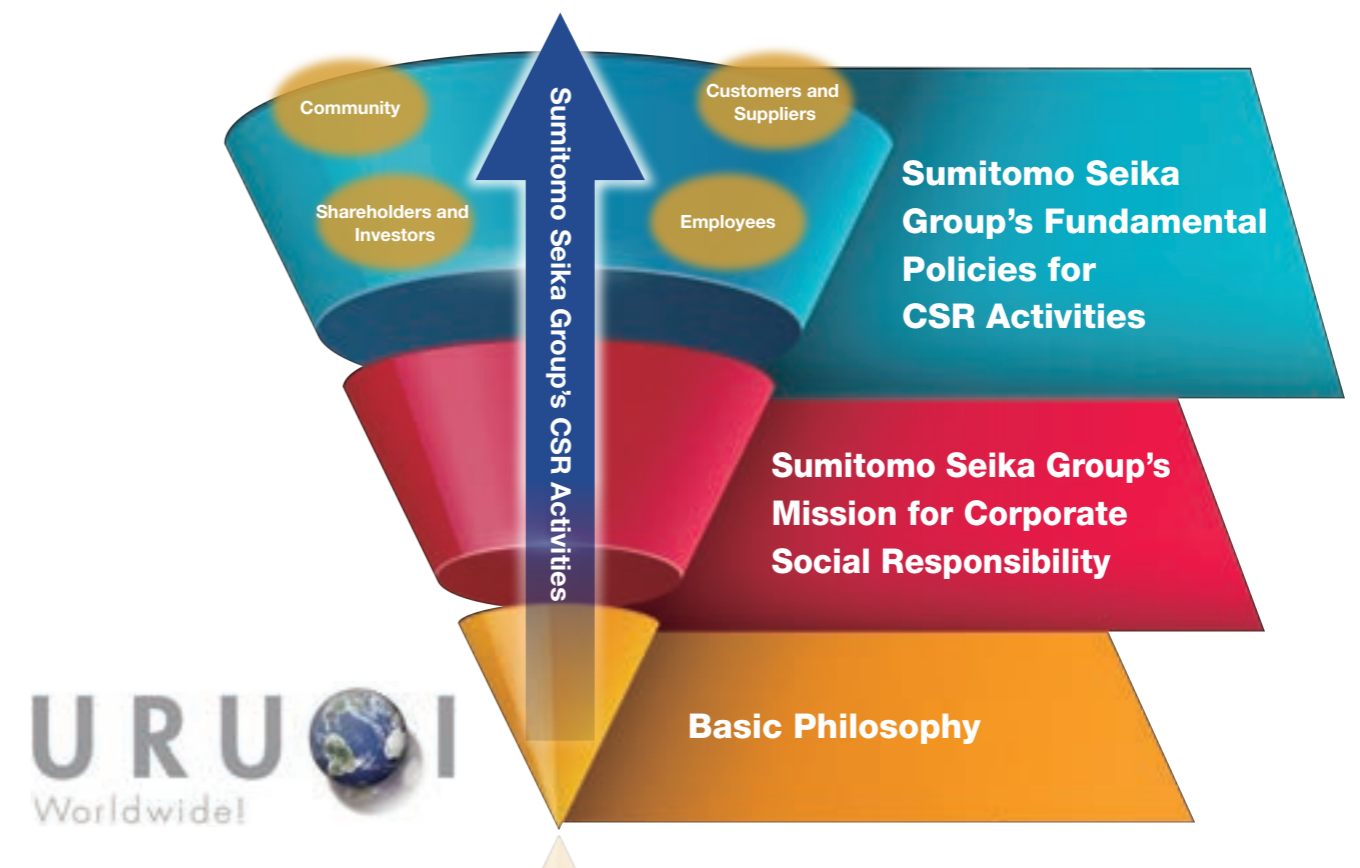 Community
Customers and
Suppliers
Shareholders and
Investors
Employees
Sumitomo Seika Group’s CSR Activities
Sumitomo Seika
Group’s Fundamental
Policies for
CSR Activities
Sumitomo Seika Group’s
Mission for Corporate
Social Responsibility
Basic Philosophy
URUOI
Worldwide!